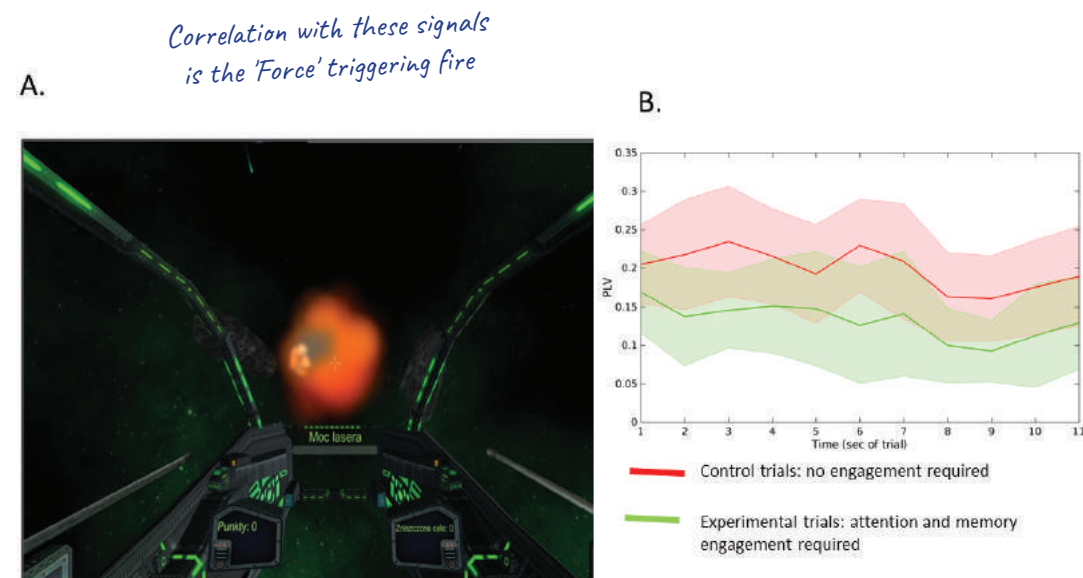 Correlation with these signals
is the 'Force' triggering fire
A.
B.
Moc lasera
Punkty: 0
Zniszczone cele: 0
0.35
0.3
0.25
0.2
0.15
0.1
0.05
0
PLV
1 2 3 4 5 6 7 8 9 10 11
Time (sec of trial)
Control trials: no engagement required
Experimental trials: attention and memory
engagement required